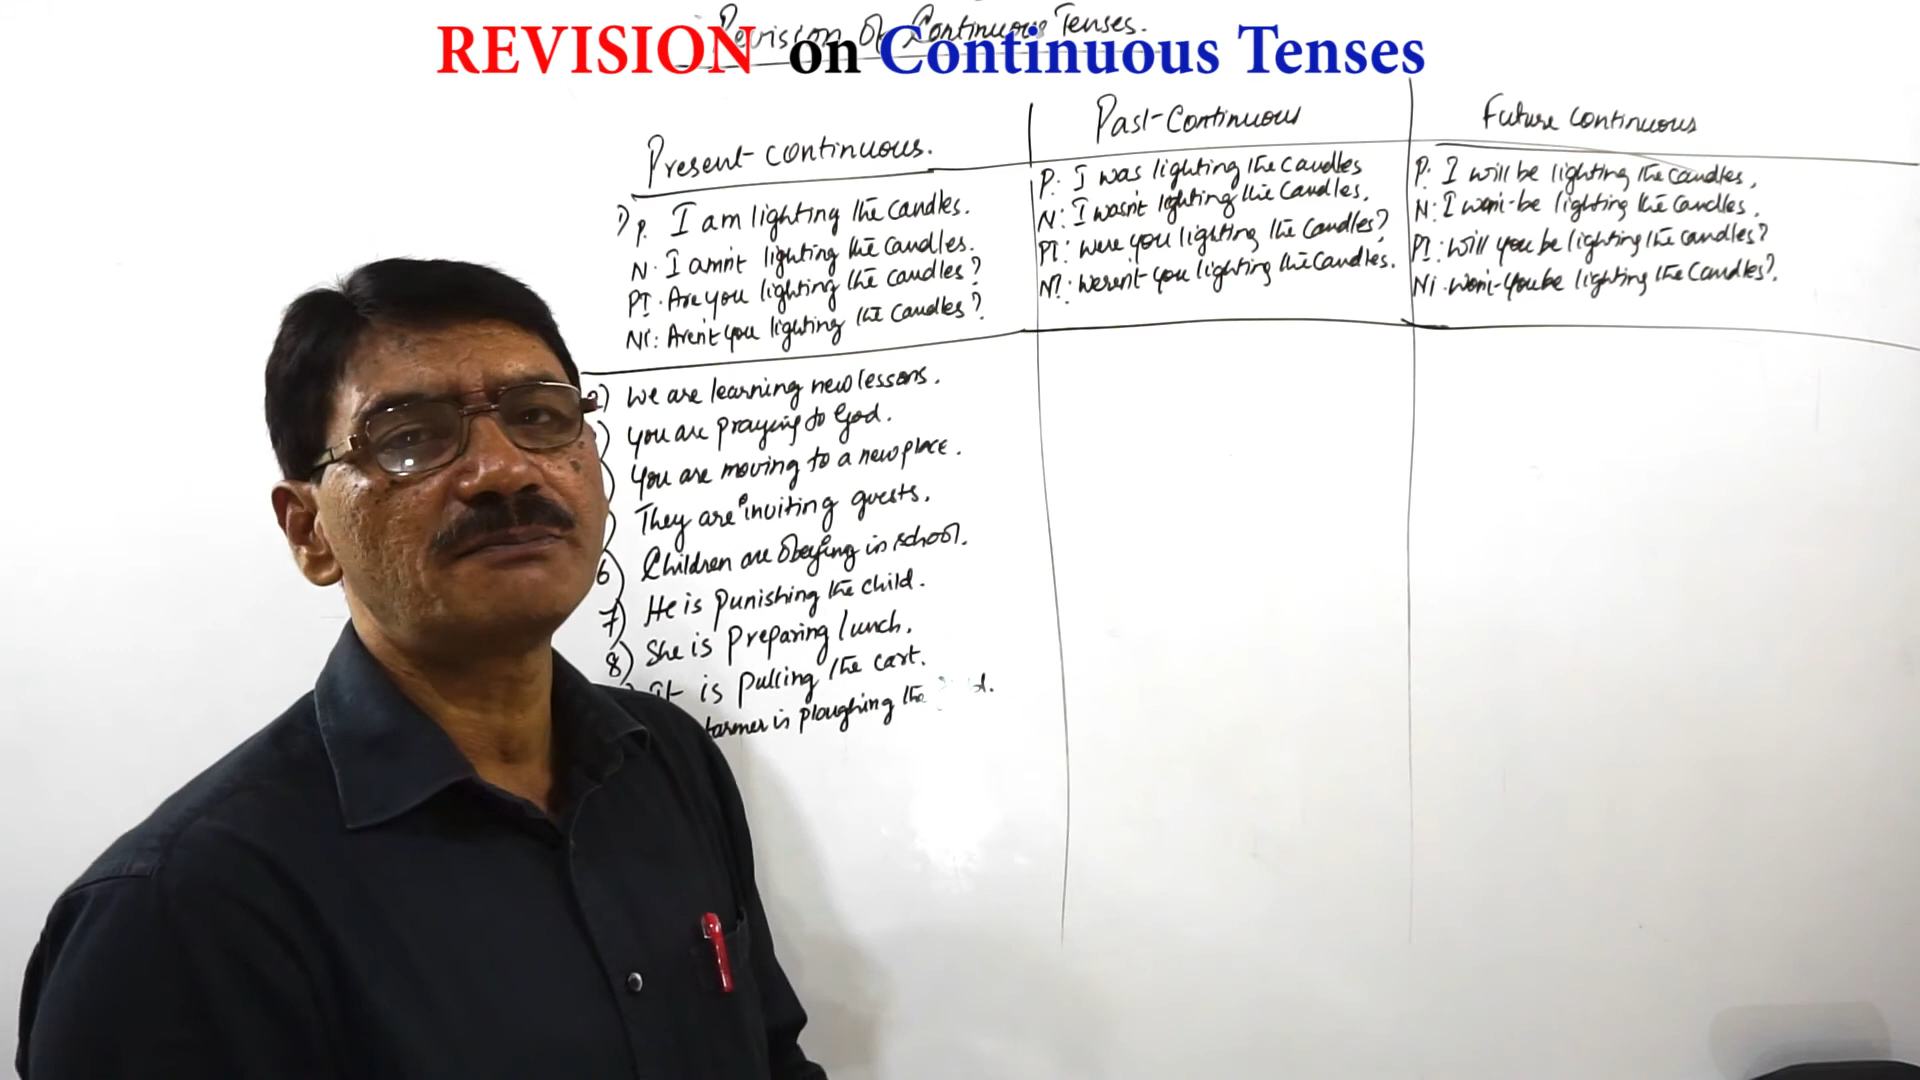 REVISION on Continuous Tenses
Revision Of Continuous Tenses.
Present continuous.
1) P. I am lighting the candles.
N. I amn't lighting the candles.
PI. Are you lighting the candles?
NI: Aren't you lighting the candles?
Past-Continuous
P: I was lighting the candles
N: I wasn't lighting the candles.
PI: Were you lighting the candles?
NI: Weren't you lighting the candles.
Future continuous
P: I will be lighting the candles.
N: I won't be lighting the candles.
PI: Will you be lighting the candles?
NI. Won't you be lighting the candles?
2) We are learning new lessons.
) You are praying to God.
) You are moving to a new place.
) They are inviting guests.
6) Children are obeying in school.
7) He is punishing the child.
8) She is preparing lunch.
It is pulling the cart.
farmer is ploughing the